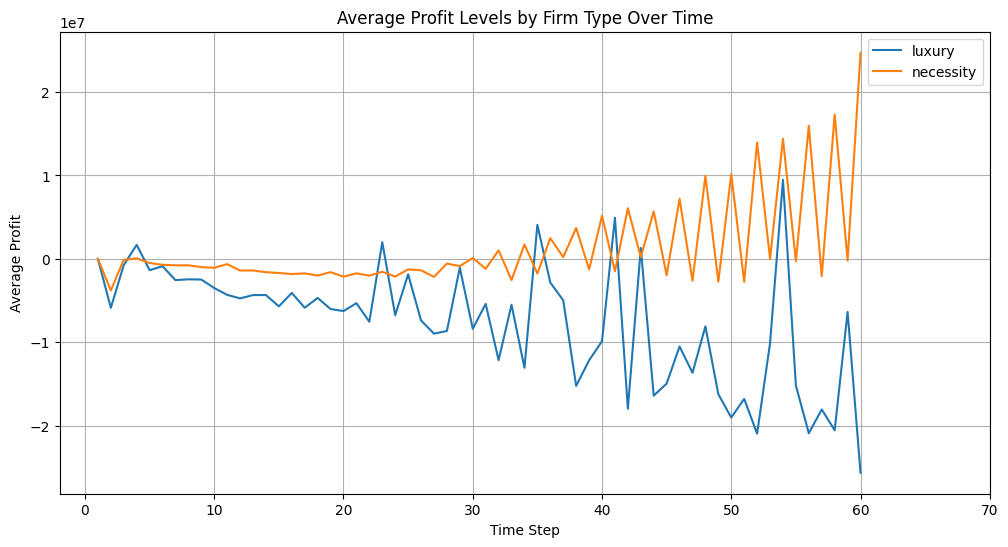 Average Profit Levels by Firm Type Over Time
1e7
luxury
necessity
2
1
0
−1
−2
Average Profit
0 10 20 30 40 50 60 70
Time Step